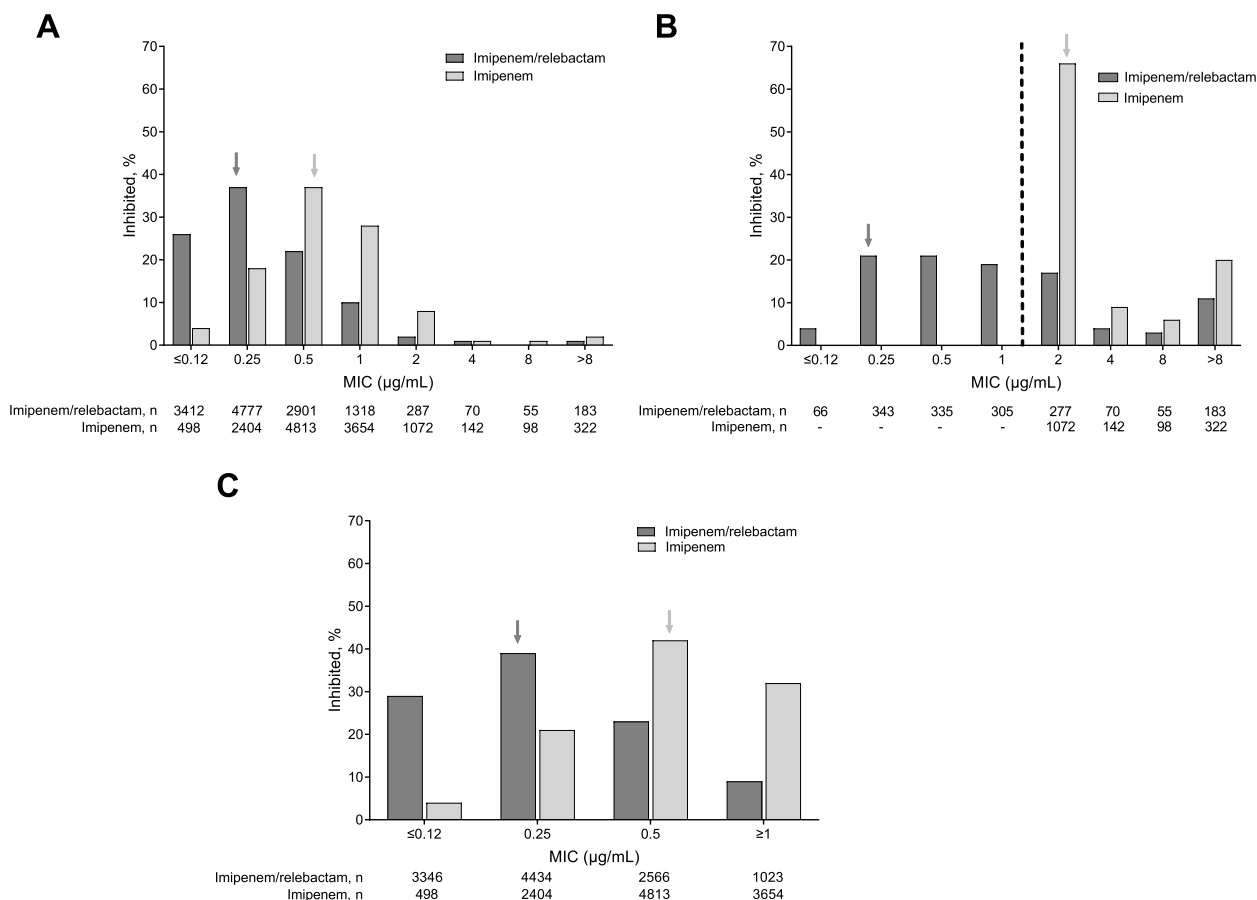 A
Inhibited, %
70
60
50
40
30
20
10
0
Imipenem/relebactam
Imipenem
≤0.12 0.25 0.5 1 2 4 8 >8
MIC (µg/mL)
Imipenem/relebactam, n 3412 4777 2901 1318 287 70 55 183
Imipenem, n 498 2404 4813 3654 1072 142 98 322
B
Inhibited, %
70
60
50
40
30
20
10
0
Imipenem/relebactam
Imipenem
≤0.12 0.25 0.5 1 2 4 8 >8
MIC (µg/mL)
Imipenem/relebactam, n 66 343 335 305 277 70 55 183
Imipenem, n - - - - 1072 142 98 322
C
Inhibited, %
70
60
50
40
30
20
10
0
Imipenem/relebactam
Imipenem
≤0.12 0.25 0.5 ≥1
MIC (µg/mL)
Imipenem/relebactam, n 3346 4434 2566 1023
Imipenem, n 498 2404 4813 3654